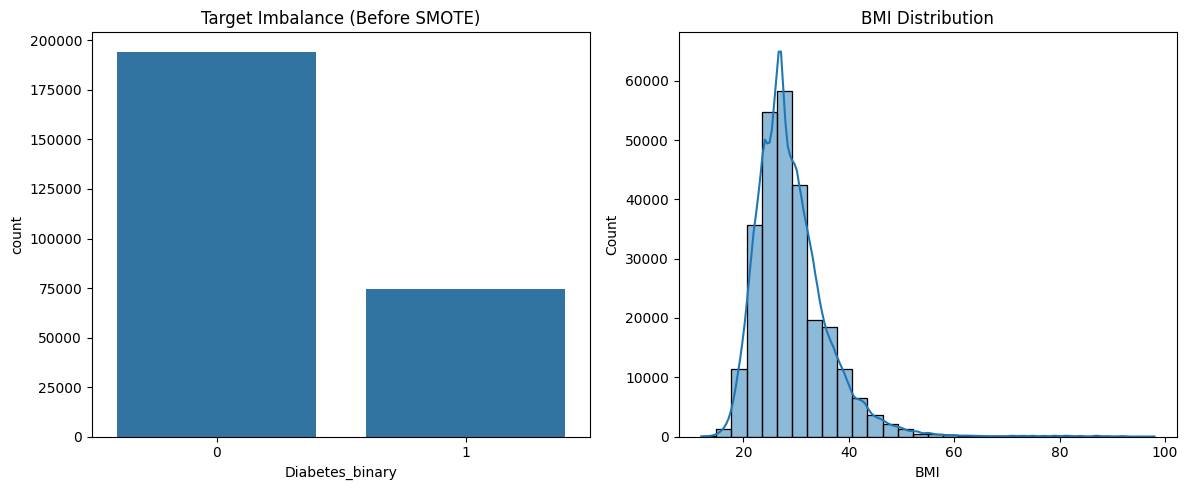 Target Imbalance (Before SMOTE)
200000
175000
150000
125000
100000
75000
50000
25000
0
count
0 1
Diabetes_binary
BMI Distribution
60000
50000
40000
30000
20000
10000
0
Count
20 40 60 80 100
BMI